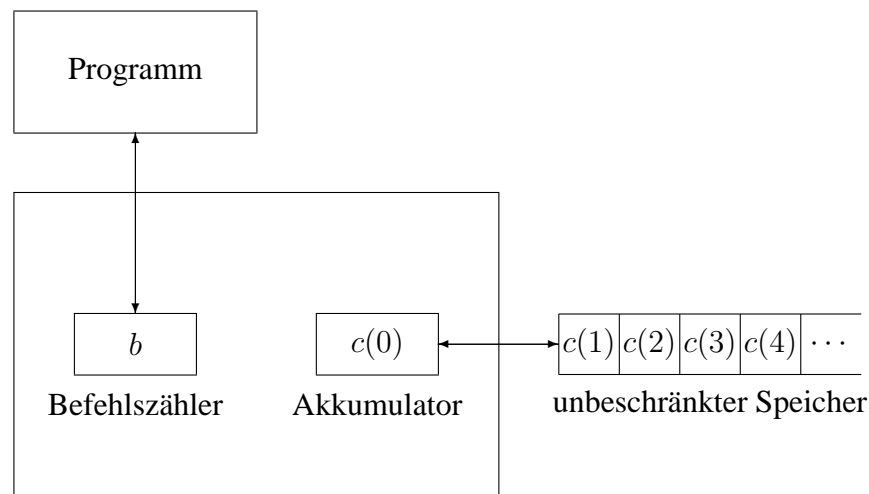 Programm
b c(0) c(1) c(2) c(3) c(4) ···
Befehlszähler Akkumulator unbeschränkter Speicher